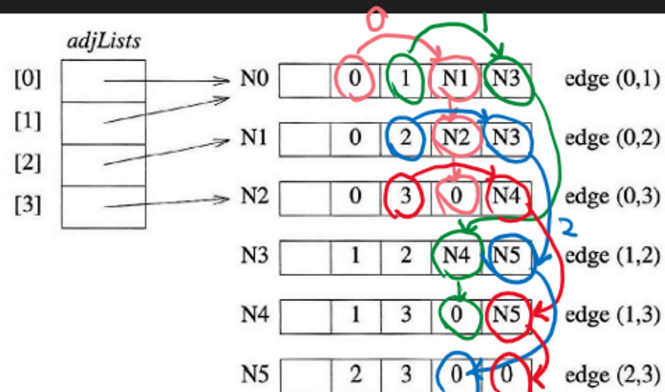 0 1
adjLists
[0] N0 0 1 N1 N3 edge (0,1)
[1]
N1 0 2 N2 N3 edge (0,2)
[2]
[3] N2 0 3 0 N4 edge (0,3)
2
N3 1 2 N4 N5 edge (1,2)
N4 1 3 0 N5 edge (1,3)
N5 2 3 0 0 edge (2,3)